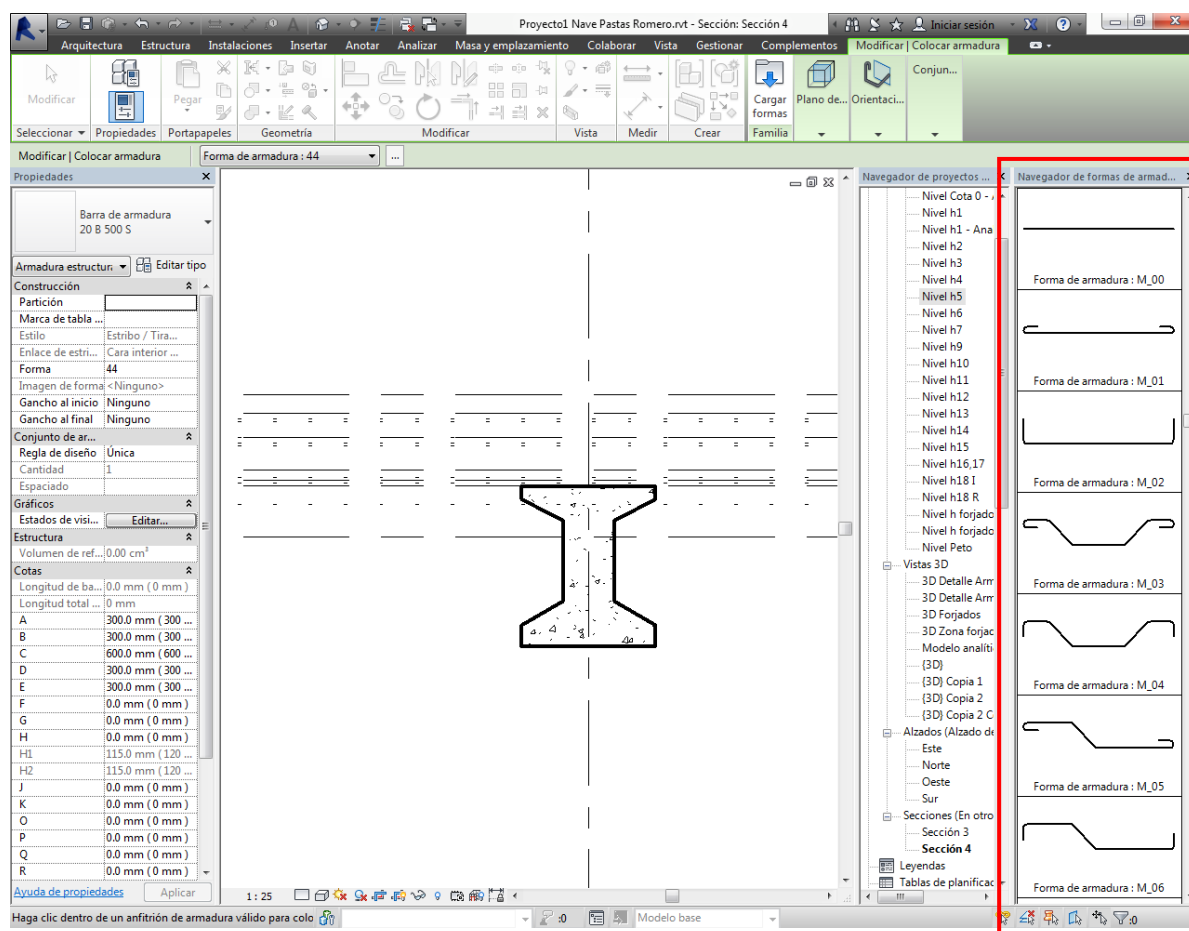 Proyecto1 Nave Pastas Romero.rvt - Sección: Sección 4
Iniciar sesión
Arquitectura Estructura Instalaciones Insertar Anotar Analizar Masa y emplazamiento Colaborar Vista Gestionar Complementos Modificar | Colocar armadura
Modificar
Pegar
Cargar formas
Plano de...
Orientaci...
Conjun...
Seleccionar Propiedades Portapapeles Geometría Modificar Vista Medir Crear Familia
Modificar | Colocar armadura
Forma de armadura : 44
...
Propiedades
Barra de armadura
20 B 500 S
Armadura estructur
Editar tipo
Construcción
Partición
Marca de tabla ...
Estilo Estribo / Tira...
Enlace de estri... Cara interior ...
Forma 44
Imagen de forma <Ninguno>
Gancho al inicio Ninguno
Gancho al final Ninguno
Conjunto de ar...
Regla de diseño Única
Cantidad 1
Espaciado
Gráficos
Estados de visi... Editar...
Estructura
Volumen de ref... 0.00 cm³
Cotas
Longitud de ba... 0.0 mm ( 0 mm )
Longitud total ... 0 mm
A 300.0 mm ( 300 ...
B 300.0 mm ( 300 ...
C 600.0 mm ( 600 ...
D 300.0 mm ( 300 ...
E 300.0 mm ( 300 ...
F 0.0 mm ( 0 mm )
G 0.0 mm ( 0 mm )
H 0.0 mm ( 0 mm )
H1 115.0 mm ( 120 ...
H2 115.0 mm ( 120 ...
J 0.0 mm ( 0 mm )
K 0.0 mm ( 0 mm )
O 0.0 mm ( 0 mm )
P 0.0 mm ( 0 mm )
Q 0.0 mm ( 0 mm )
R 0.0 mm ( 0 mm )
Ayuda de propiedades Aplicar
1 : 25
Navegador de proyectos ...
Nivel Cota 0 -
Nivel h1
Nivel h1 - Ana
Nivel h2
Nivel h3
Nivel h4
Nivel h5
Nivel h6
Nivel h7
Nivel h9
Nivel h10
Nivel h11
Nivel h12
Nivel h13
Nivel h14
Nivel h15
Nivel h16,17
Nivel h18 I
Nivel h18 R
Nivel h forjado
Nivel h forjado
Nivel Peto
Vistas 3D
3D Detalle Arm
3D Detalle Arm
3D Forjados
3D Zona forjac
Modelo analíti
{3D}
{3D} Copia 1
{3D} Copia 2
{3D} Copia 2 C
Alzados (Alzado de
Este
Norte
Oeste
Sur
Secciones (En otro
Sección 3
Sección 4
Leyendas
Tablas de planificac
Navegador de formas de armad...
Forma de armadura : M_00
Forma de armadura : M_01
Forma de armadura : M_02
Forma de armadura : M_03
Forma de armadura : M_04
Forma de armadura : M_05
Forma de armadura : M_06
Haga clic dentro de un anfitrión de armadura válido para colo
:0
Modelo base
:0